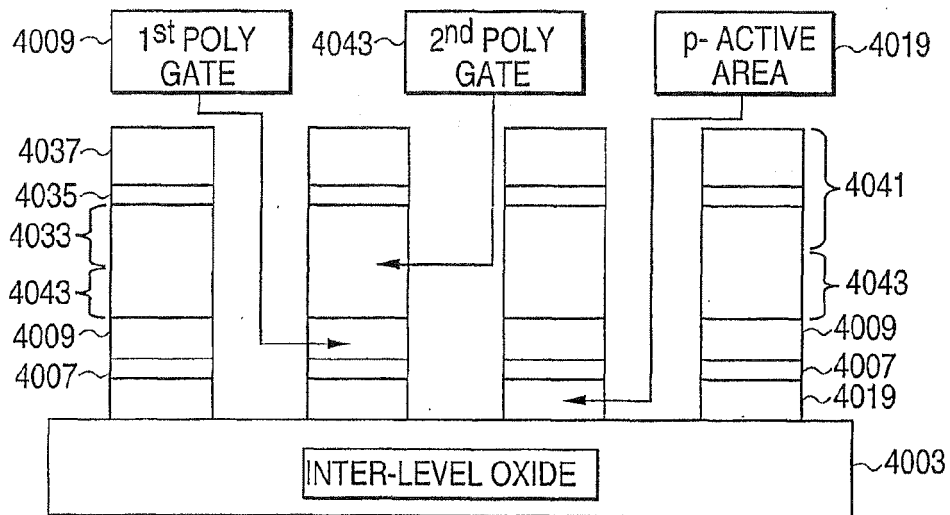 4009
1st POLY
GATE
4043
2nd POLY
GATE
p- ACTIVE
AREA
4019
4037
4035
4033
4043
4009
4007
4041
4043
4009
4007
4019
INTER-LEVEL OXIDE
4003